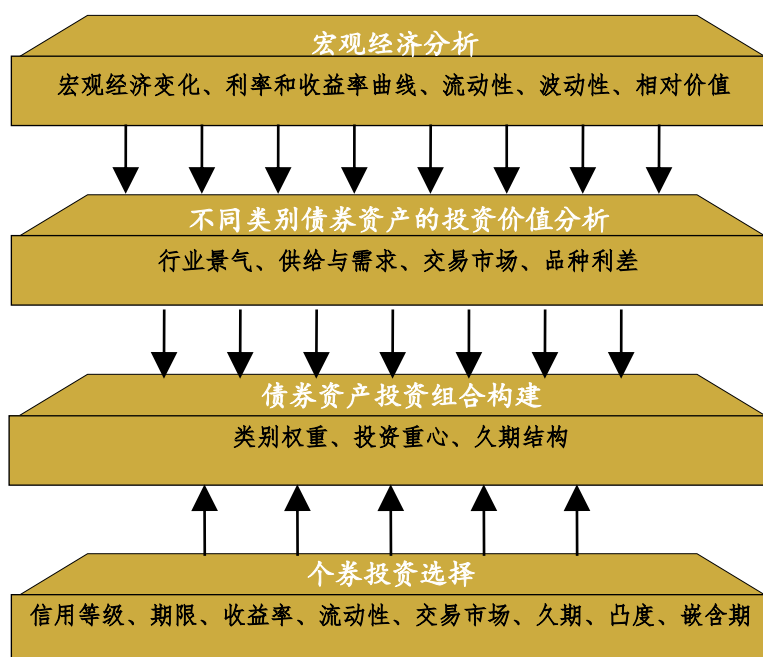 宏观经济分析
宏观经济变化、利率和收益率曲线、流动性、波动性、相对价值
不同类别债券资产的投资价值分析
行业景气、供给与需求、交易市场、品种利差
债券资产投资组合构建
类别权重、投资重心、久期结构
个券投资选择
信用等级、期限、收益率、流动性、交易市场、久期、凸度、嵌含期